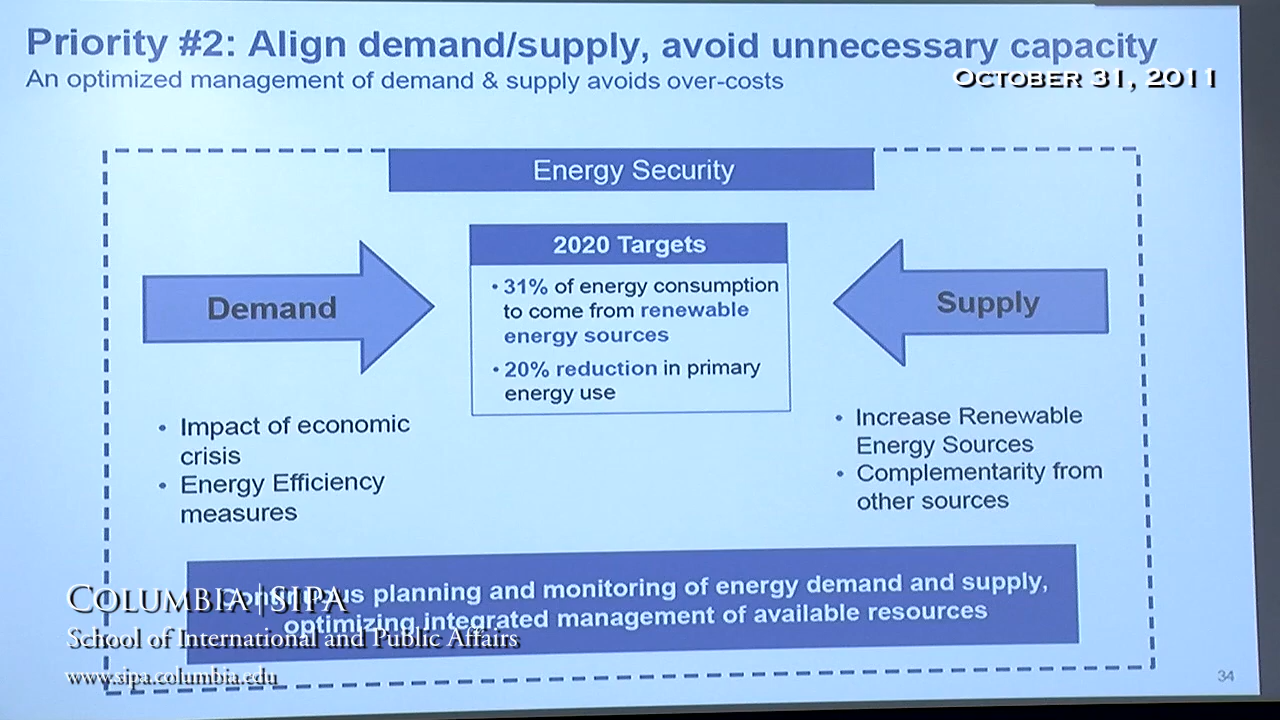 Priority #2: Align demand/supply, avoid unnecessary capacity
An optimized management of demand & supply avoids over-costs
October 31, 2011
Energy Security
2020 Targets
• 31% of energy consumption
to come from renewable
energy sources
• 20% reduction in primary
energy use
Demand
Supply
• Impact of economic
crisis
• Energy Efficiency
measures
• Increase Renewable
Energy Sources
• Complementarity from
other sources
Continuous planning and monitoring of energy demand and supply,
optimizing integrated management of available resources
Columbia | SIPA
School of International and Public Affairs
www.sipa.columbia.edu
34